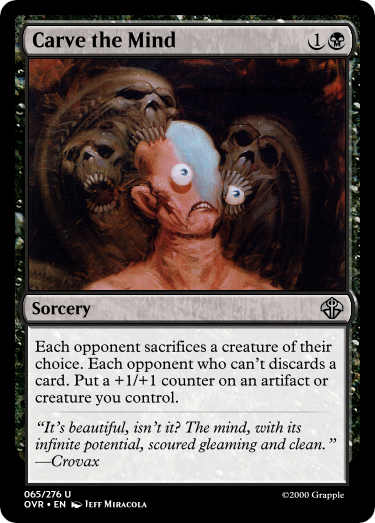 Carve the Mind 1
Sorcery
Each opponent sacrifices a creature of their
choice. Each opponent who can’t discards a
card. Put a +1/+1 counter on an artifact or
creature you control.
“It’s beautiful, isn’t it? The mind, with its
infinite potential, scoured gleaming and clean.”
—Crovax
065/276 U
OVR • EN Jeff Miracola
©2000 Grapple